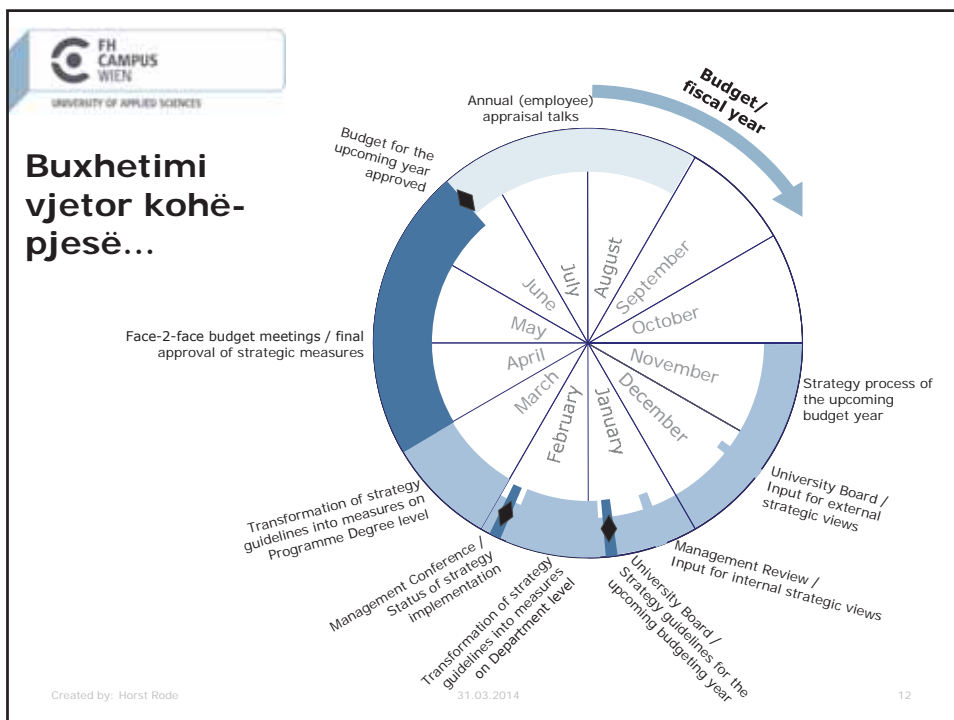 FH
CAMPUS
WIEN
UNIVERSITY OF APPLIED SCIENCES
Buxhetimi
vjetor kohë-
pjesë...
Budget/
fiscal year
Annual (employee)
appraisal talks
Budget for the
upcoming year
approved
Face-2-face budget meetings / final
approval of strategic measures
July
August
September
October
November
December
January
February
March
April
May
June
Strategy process of
the upcoming
budget year
University Board /
Input for external
strategic views
Management Review /
Input for internal strategic views
University Board /
Strategy guidelines for the
upcoming budgeting year
Transformation of strategy
guidelines into measures
on Department level
Management Conference /
Status of strategy
implementation
Transformation of strategy
guidelines into measures on
Programme Degree level
Created by: Horst Rode
31.03.2014
12